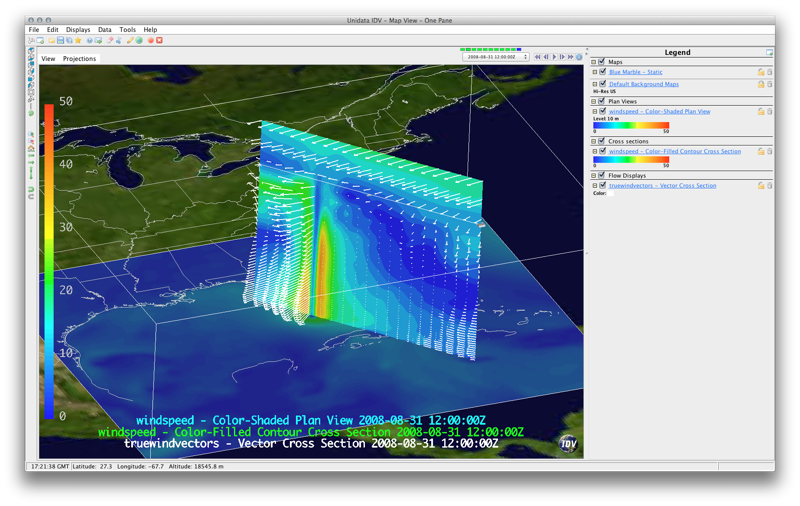 Unidata IDV - Map View - One Pane
File Edit Displays Data Tools Help
View Projections
2008-08-31 12:00:00Z
Legend
Maps
Blue Marble - Static
Default Background Maps
Hi-Res US
Plan Views
windspeed - Color-Shaded Plan View
Level 10 m
0 50
Cross sections
windspeed - Color-Filled Contour Cross Section
0 50
Flow Displays
truewindvectors - Vector Cross Section
Color:
50
40
30
20
10
0
windspeed - Color-Shaded Plan View 2008-08-31 12:00:00Z
windspeed - Color-Filled Contour Cross Section 2008-08-31 12:00:00Z
truewindvectors - Vector Cross Section 2008-08-31 12:00:00Z
IDV
17:21:38 GMT Latitude: 27.3 Longitude: -67.7 Altitude: 18545.8 m